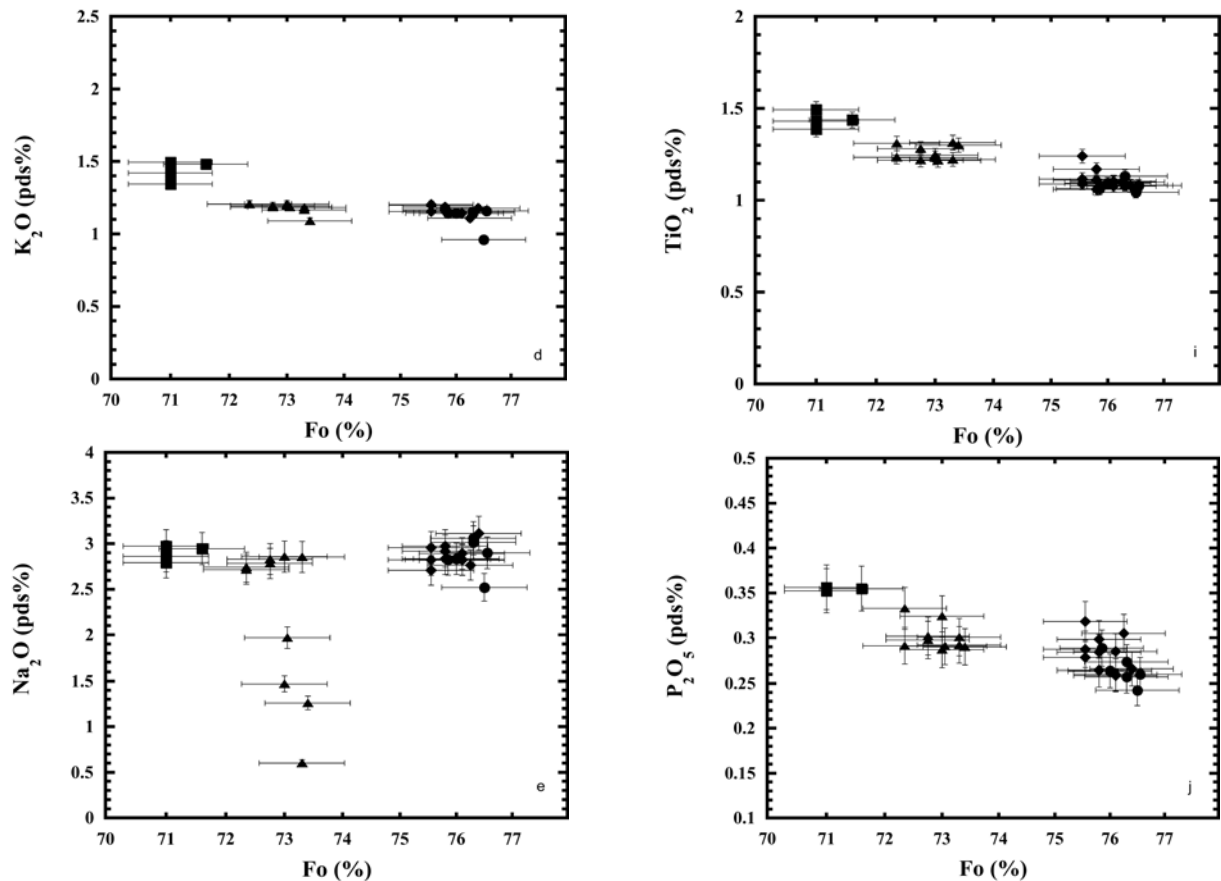 2.5
2
1.5
1
0.5
0
K₂O (pds%)
70 71 72 73 74 75 76 77
Fo (%)
d
2
1.5
1
0.5
0
TiO₂ (pds%)
70 71 72 73 74 75 76 77
Fo (%)
i
4
3.5
3
2.5
2
1.5
1
0.5
0
Na₂O (pds%)
70 71 72 73 74 75 76 77
Fo (%)
e
0.5
0.45
0.4
0.35
0.3
0.25
0.2
0.15
0.1
P₂O₅ (pds%)
70 71 72 73 74 75 76 77
Fo (%)
j